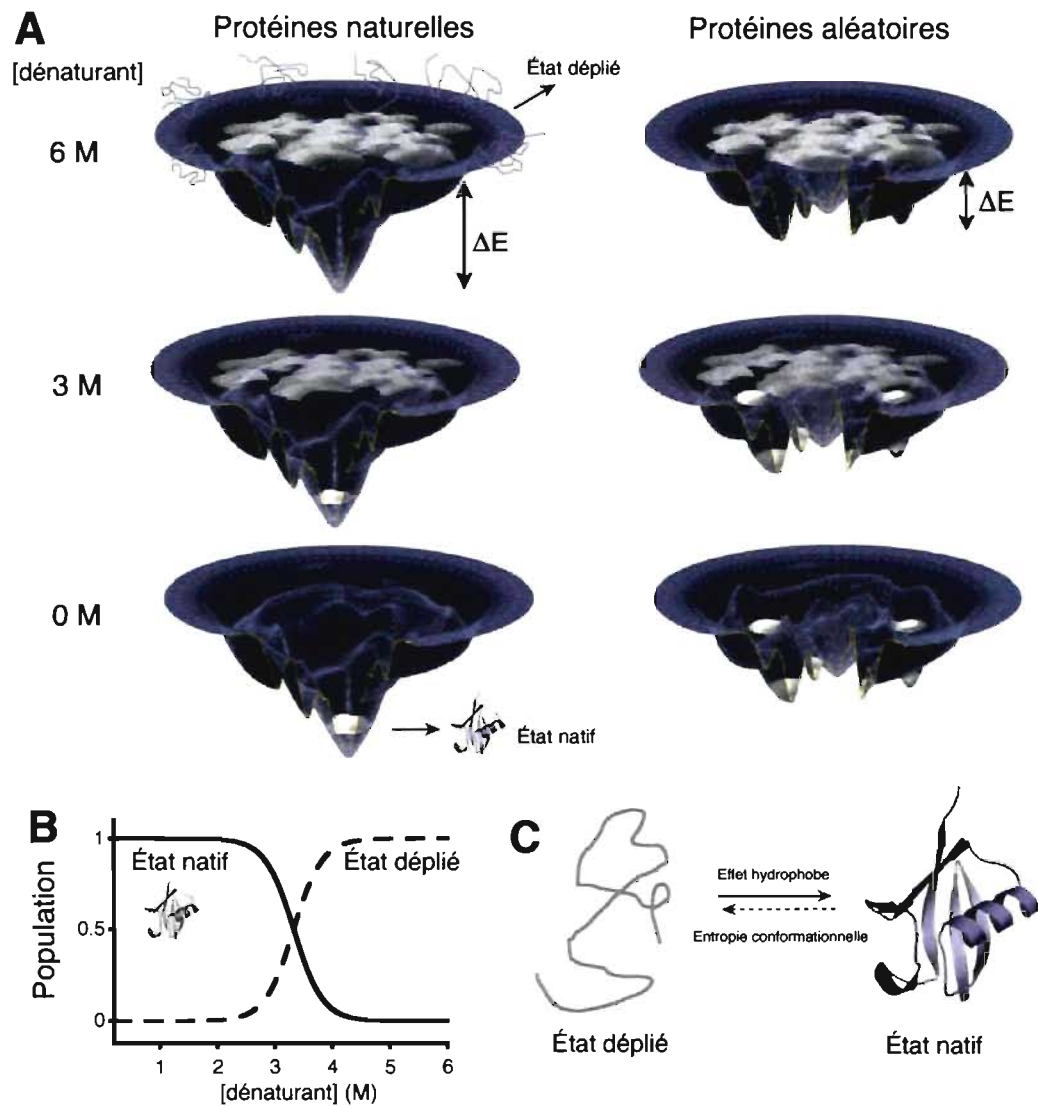 A
Protéines naturelles
Protéines aléatoires
[dénaturant]
État déplié
6 M
ΔE
ΔE
3 M
0 M
État natif
B
Population
1
0.5
0
État natif
État déplié
1 2 3 4 5 6
[dénaturant] (M)
C
Effet hydrophobe
Entropie conformationnelle
État déplié
État natif